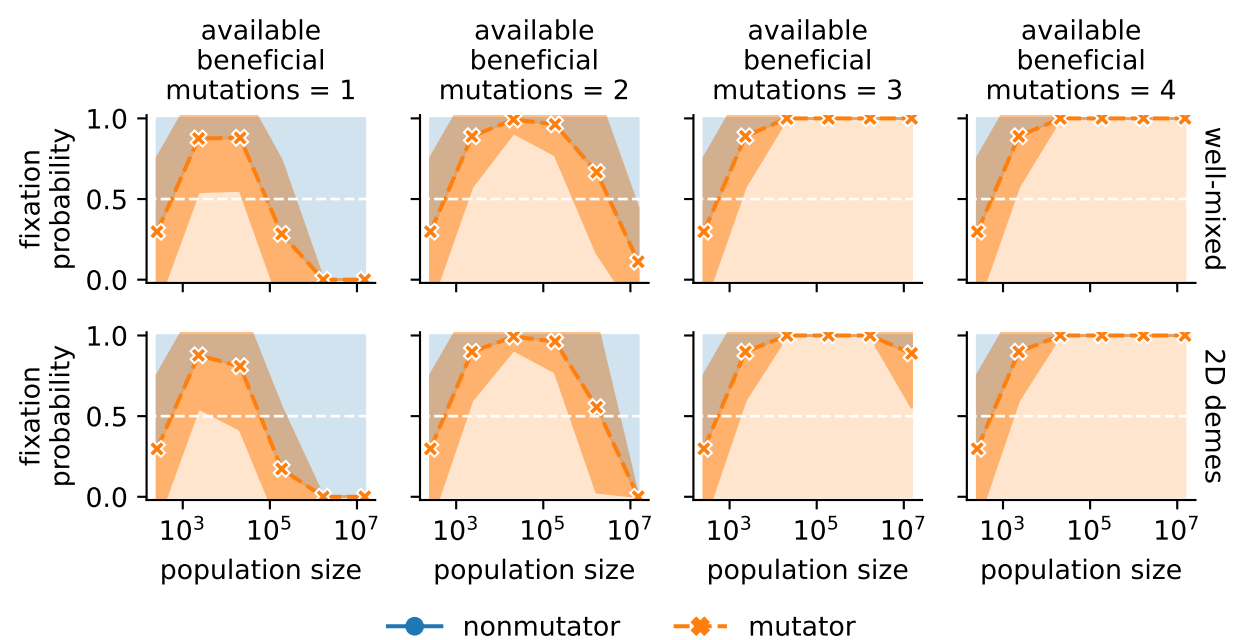 available
beneficial
mutations = 1
available
beneficial
mutations = 2
available
beneficial
mutations = 3
available
beneficial
mutations = 4
fixation
probability
1.0
0.5
0.0
well-mixed
fixation
probability
1.0
0.5
0.0
2D demes
10³ 10⁵ 10⁷
10³ 10⁵ 10⁷
10³ 10⁵ 10⁷
10³ 10⁵ 10⁷
population size
population size
population size
population size
nonmutator
mutator